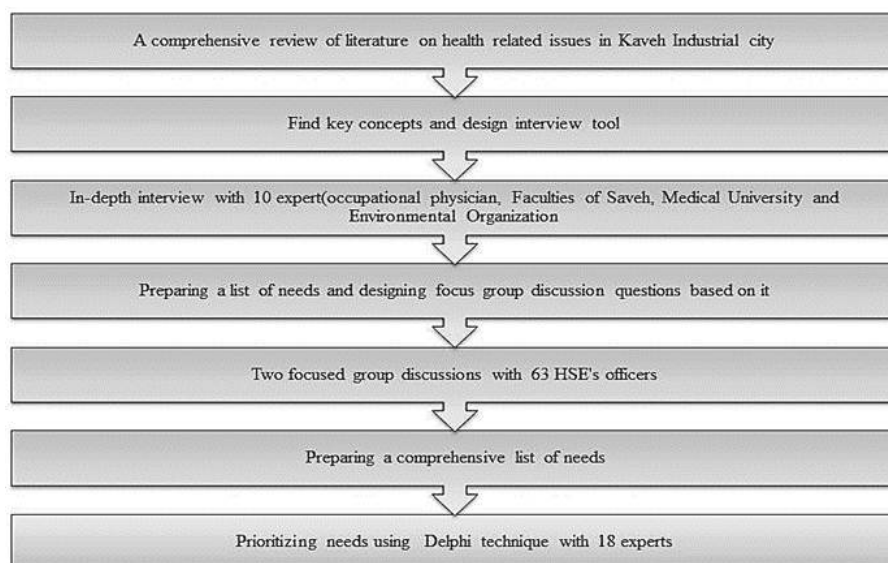 A comprehensive review of literature on health related issues in Kaveh Industrial city
Find key concepts and design interview tool
In-depth interview with 10 expert(occupational physician, Faculties of Saveh, Medical University and
Environmental Organization
Preparing a list of needs and designing focus group discussion questions based on it
Two focused group discussions with 63 HSE's officers
Preparing a comprehensive list of needs
Prioritizing needs using Delphi technique with 18 experts